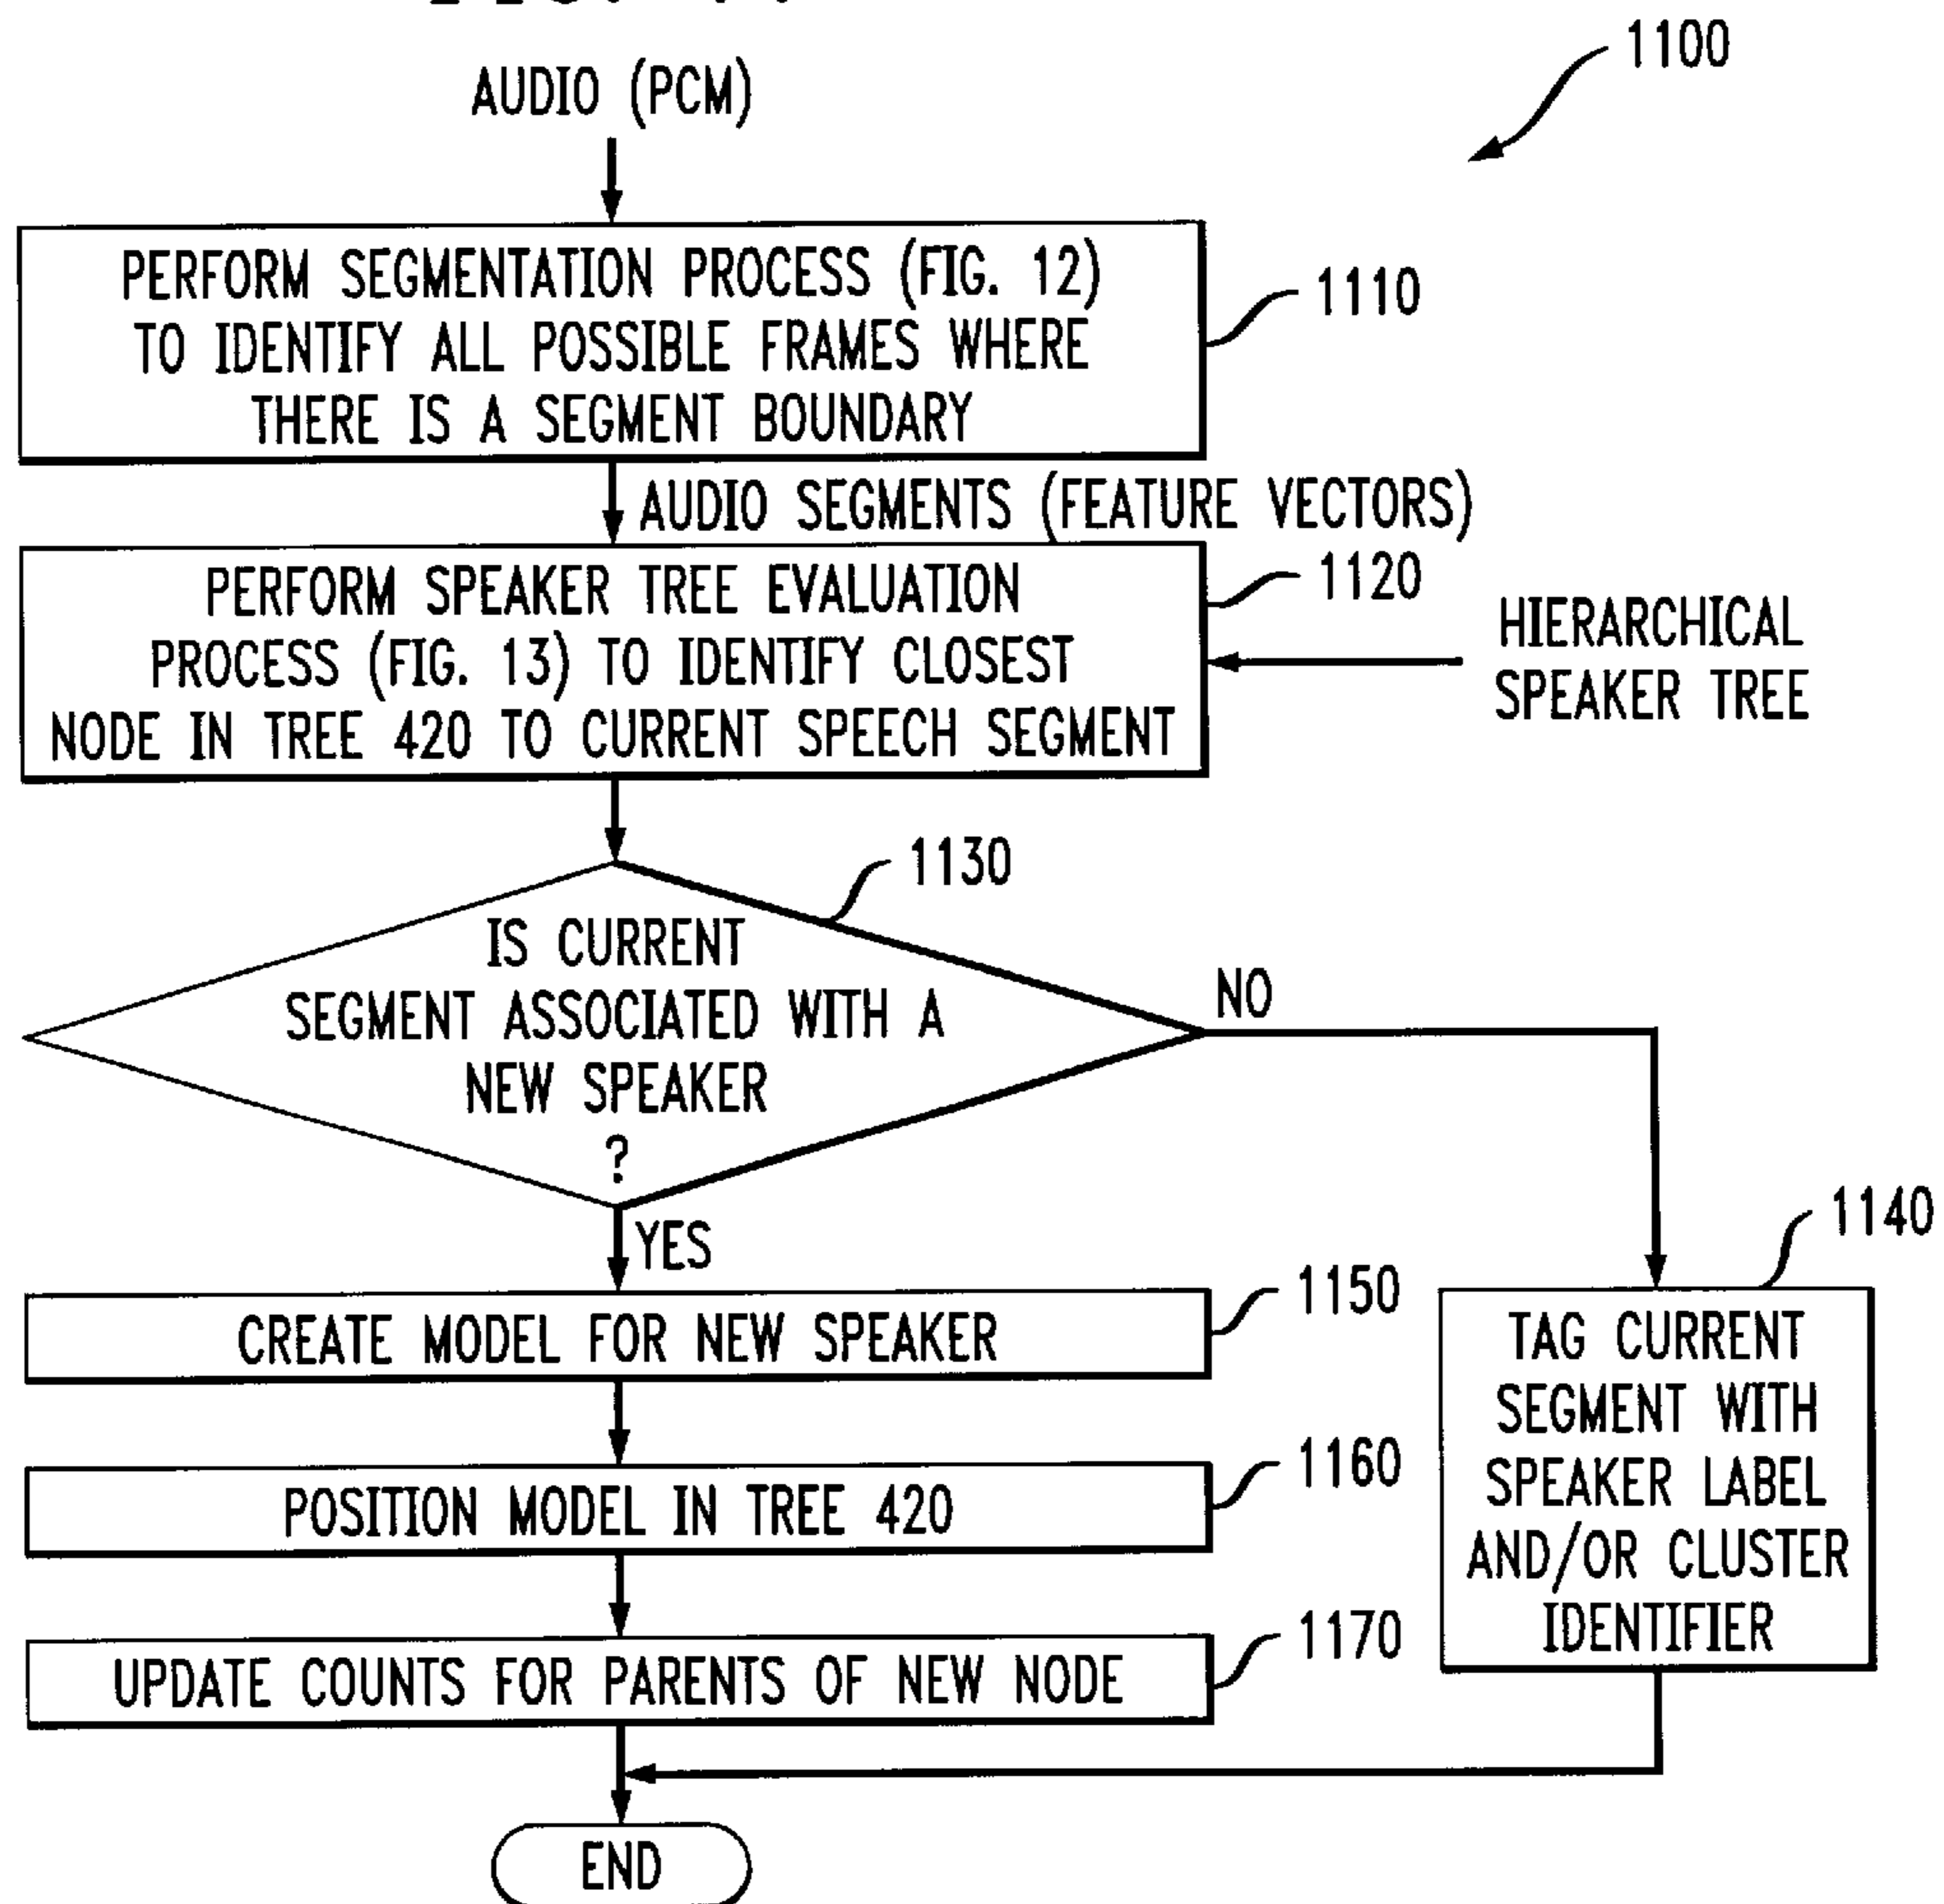 1100
AUDIO (PCM)
PERFORM SEGMENTATION PROCESS (FIG. 12)
TO IDENTIFY ALL POSSIBLE FRAMES WHERE
THERE IS A SEGMENT BOUNDARY
1110
AUDIO SEGMENTS (FEATURE VECTORS)
PERFORM SPEAKER TREE EVALUATION
PROCESS (FIG. 13) TO IDENTIFY CLOSEST
NODE IN TREE 420 TO CURRENT SPEECH SEGMENT
1120
HIERARCHICAL
SPEAKER TREE
1130
IS CURRENT
SEGMENT ASSOCIATED WITH A
NEW SPEAKER
?
NO
YES
1140
TAG CURRENT
SEGMENT WITH
SPEAKER LABEL
AND/OR CLUSTER
IDENTIFIER
CREATE MODEL FOR NEW SPEAKER
1150
POSITION MODEL IN TREE 420
1160
UPDATE COUNTS FOR PARENTS OF NEW NODE
1170
END